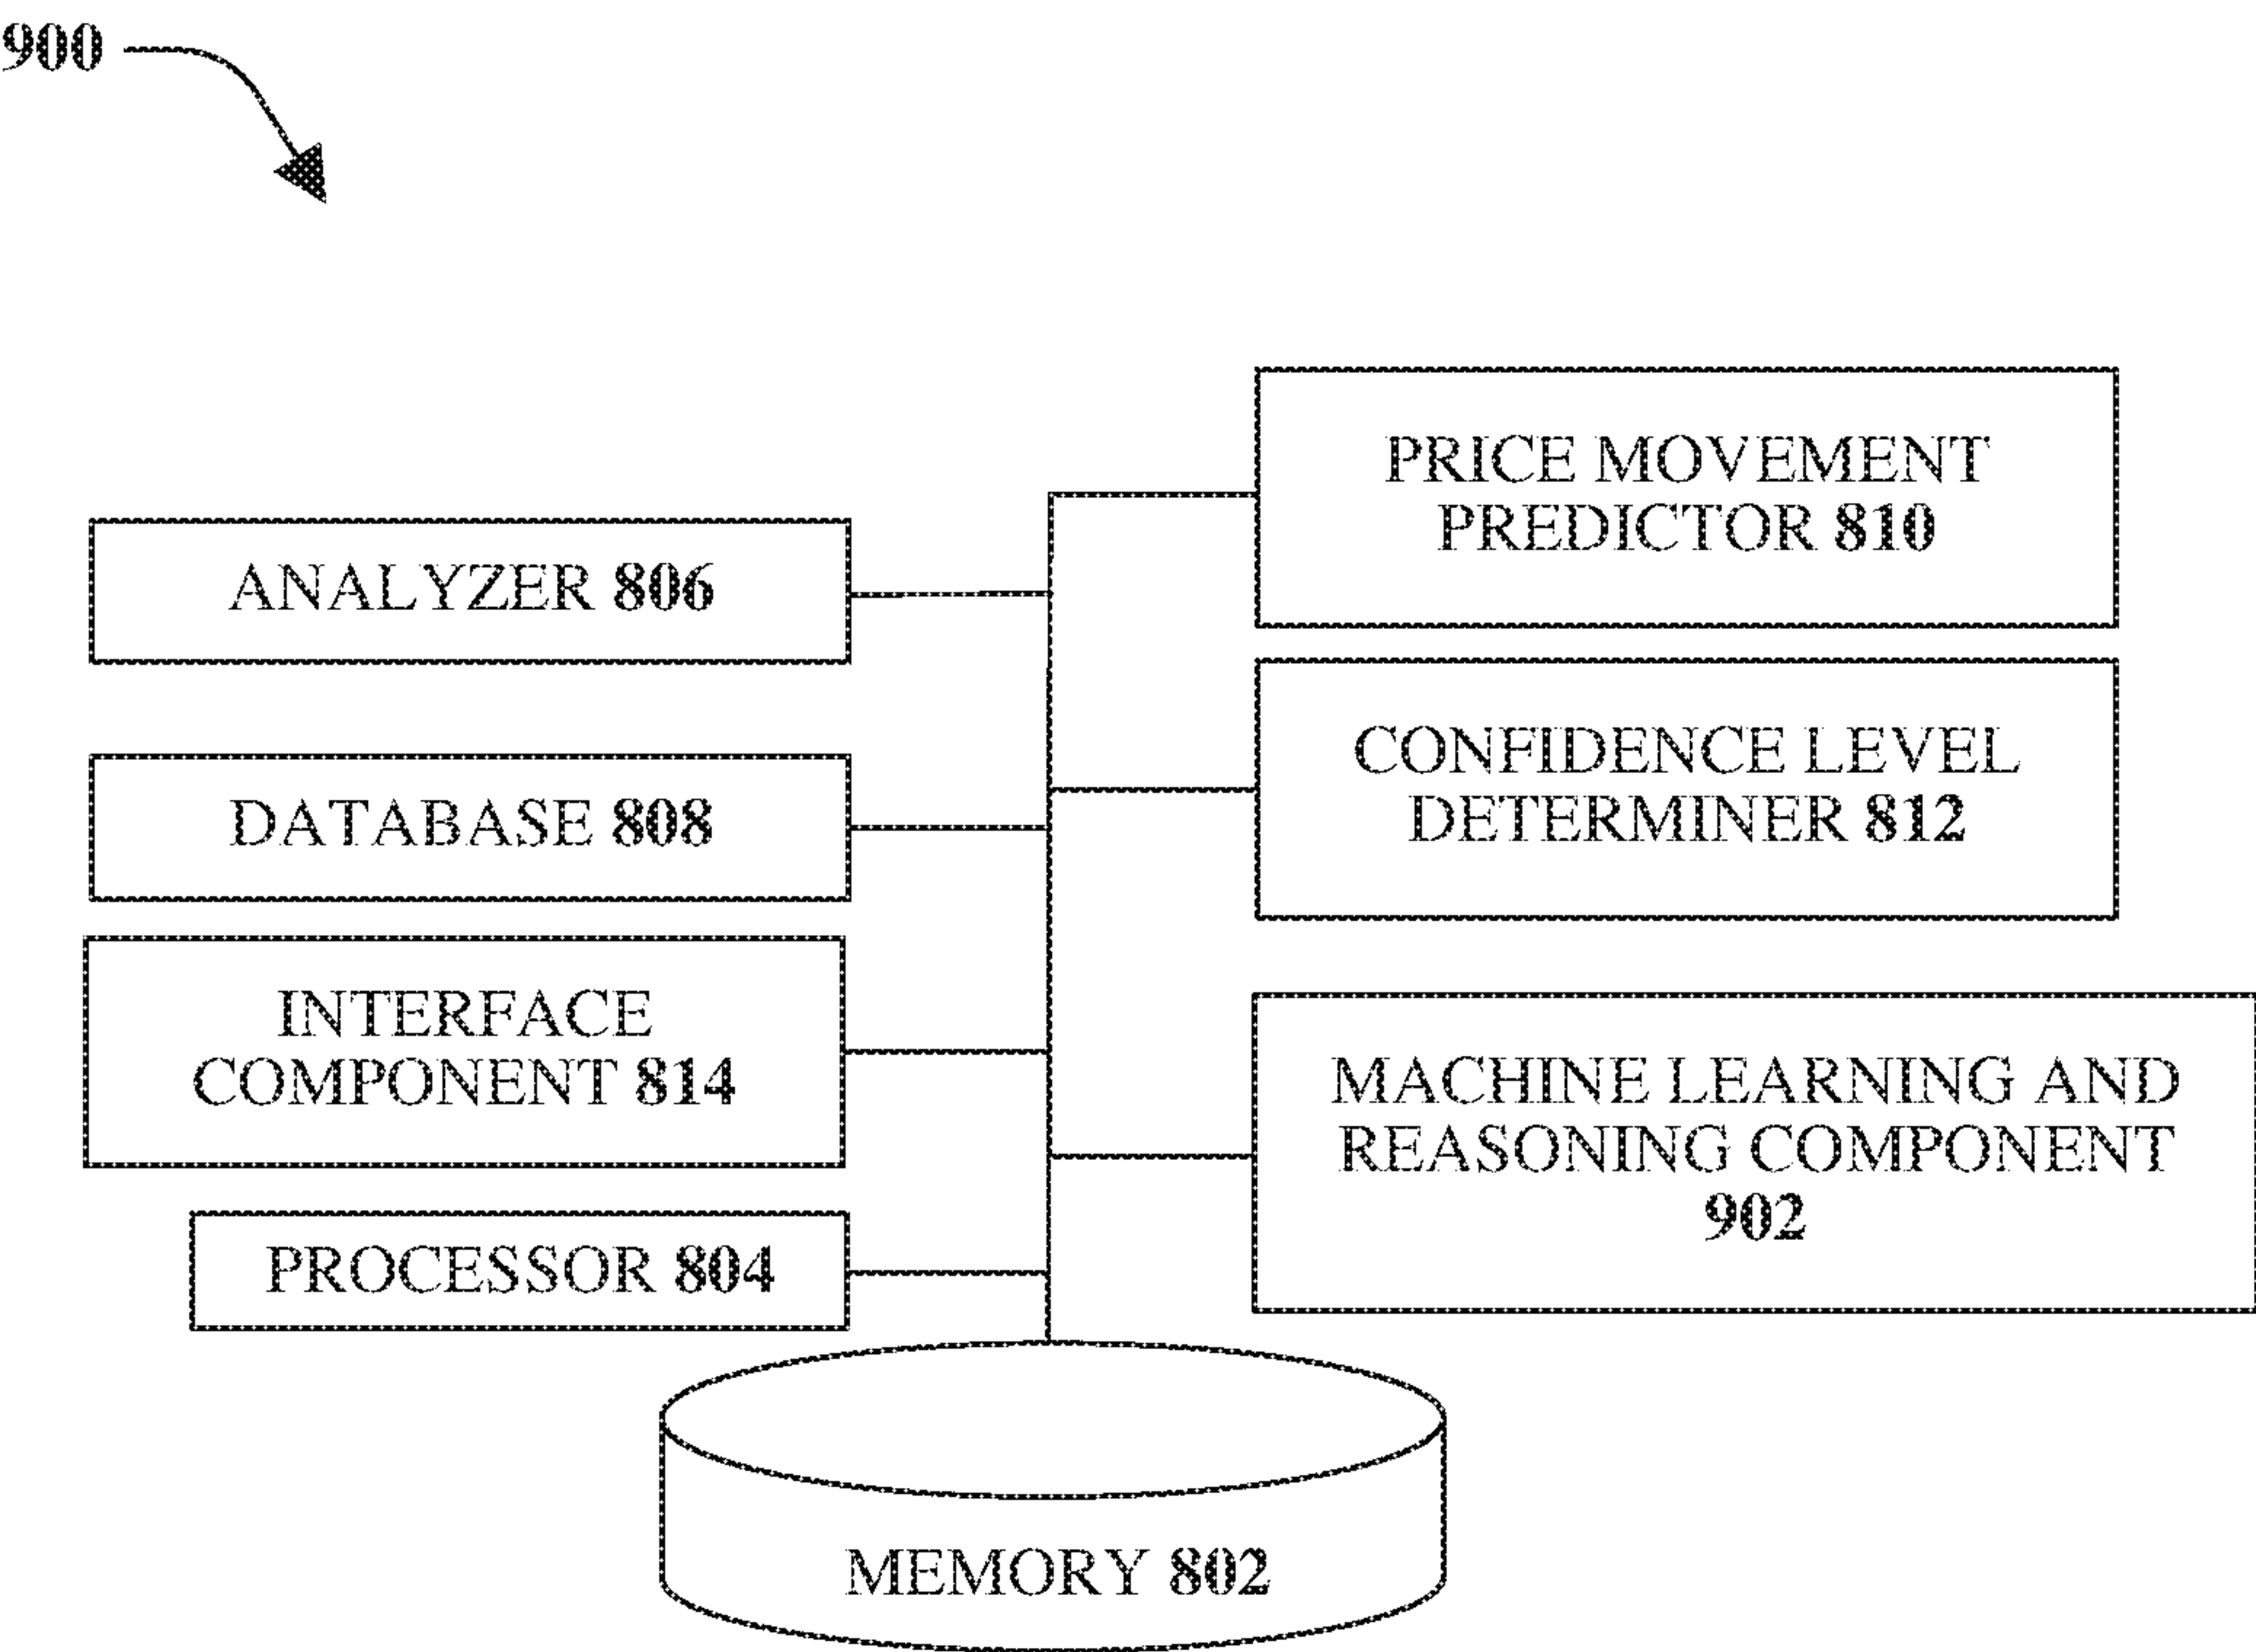 900
PRICE MOVEMENT
PREDICTOR 810
ANALYZER 806
CONFIDENCE LEVEL
DETERMINER 812
DATABASE 808
INTERFACE
COMPONENT 814
MACHINE LEARNING AND
REASONING COMPONENT
902
PROCESSOR 804
MEMORY 802